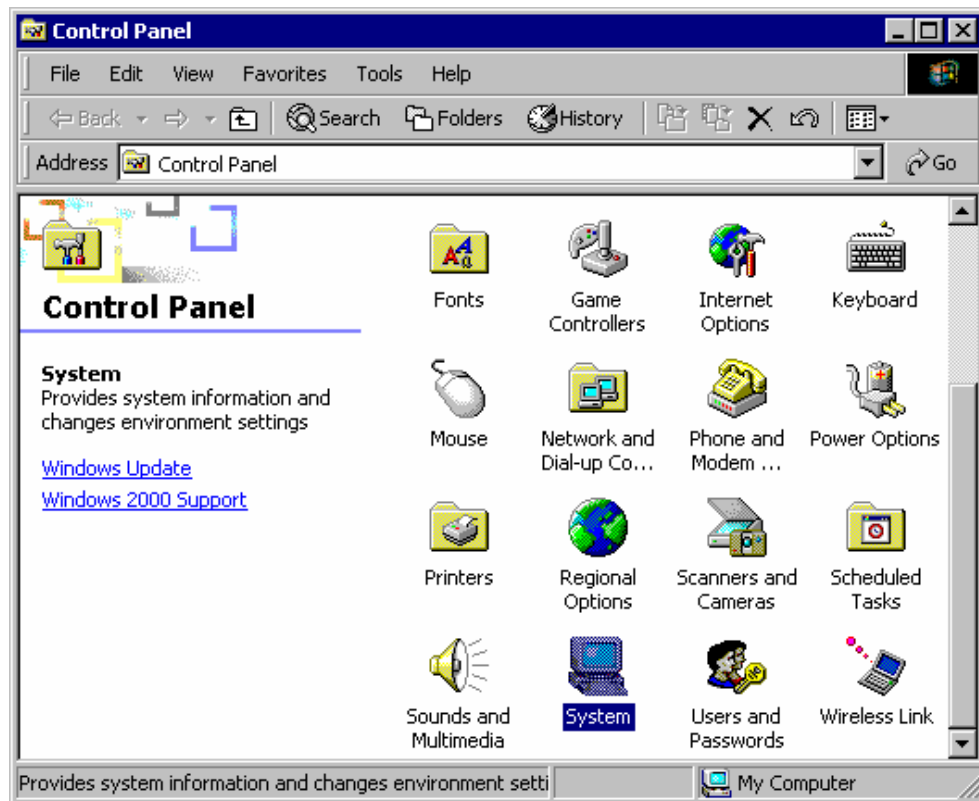 Control Panel
File Edit View Favorites Tools Help
Back Search Folders History
Address Control Panel Go
Control Panel
System
Provides system information and
changes environment settings
Windows Update
Windows 2000 Support
Fonts
Game
Controllers
Internet
Options
Keyboard
Mouse
Network and
Dial-up Co...
Phone and
Modem ...
Power Options
Printers
Regional
Options
Scanners and
Cameras
Scheduled
Tasks
Sounds and
Multimedia
System
Users and
Passwords
Wireless Link
Provides system information and changes environment setti
My Computer